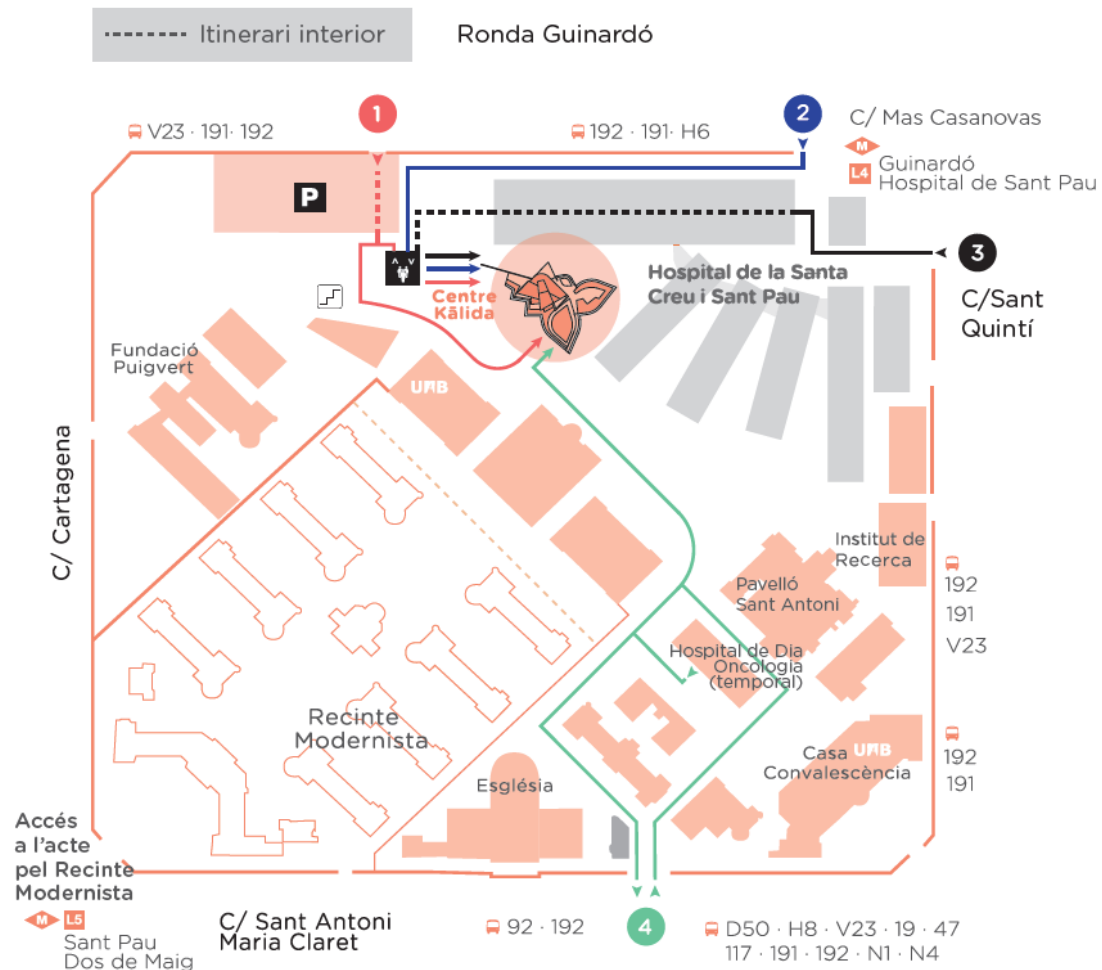 Itinerari interior
Ronda Guinardó
1
2
V23 · 191 · 192
192 · 191 · H6
C/ Mas Casanovas
M
L4 Guinardó
Hospital de Sant Pau
P
3
C/Sant
Quintí
Hospital de la Santa
Creu i Sant Pau
Centre
Kālida
Fundació
Puigvert
UAB
C/ Cartagena
Institut de
Recerca
192
191
V23
Pavelló
Sant Antoni
Hospital de Dia
Oncologia
(temporal)
Recinte
Modernista
Església
Casa UAB
Convalescència
192
191
Accés
a l'acte
pel Recinte
Modernista
M L5
Sant Pau
Dos de Maig
C/ Sant Antoni
Maria Claret
92 · 192
4
D50 · H8 · V23 · 19 · 47
117 · 191 · 192 · N1 · N4